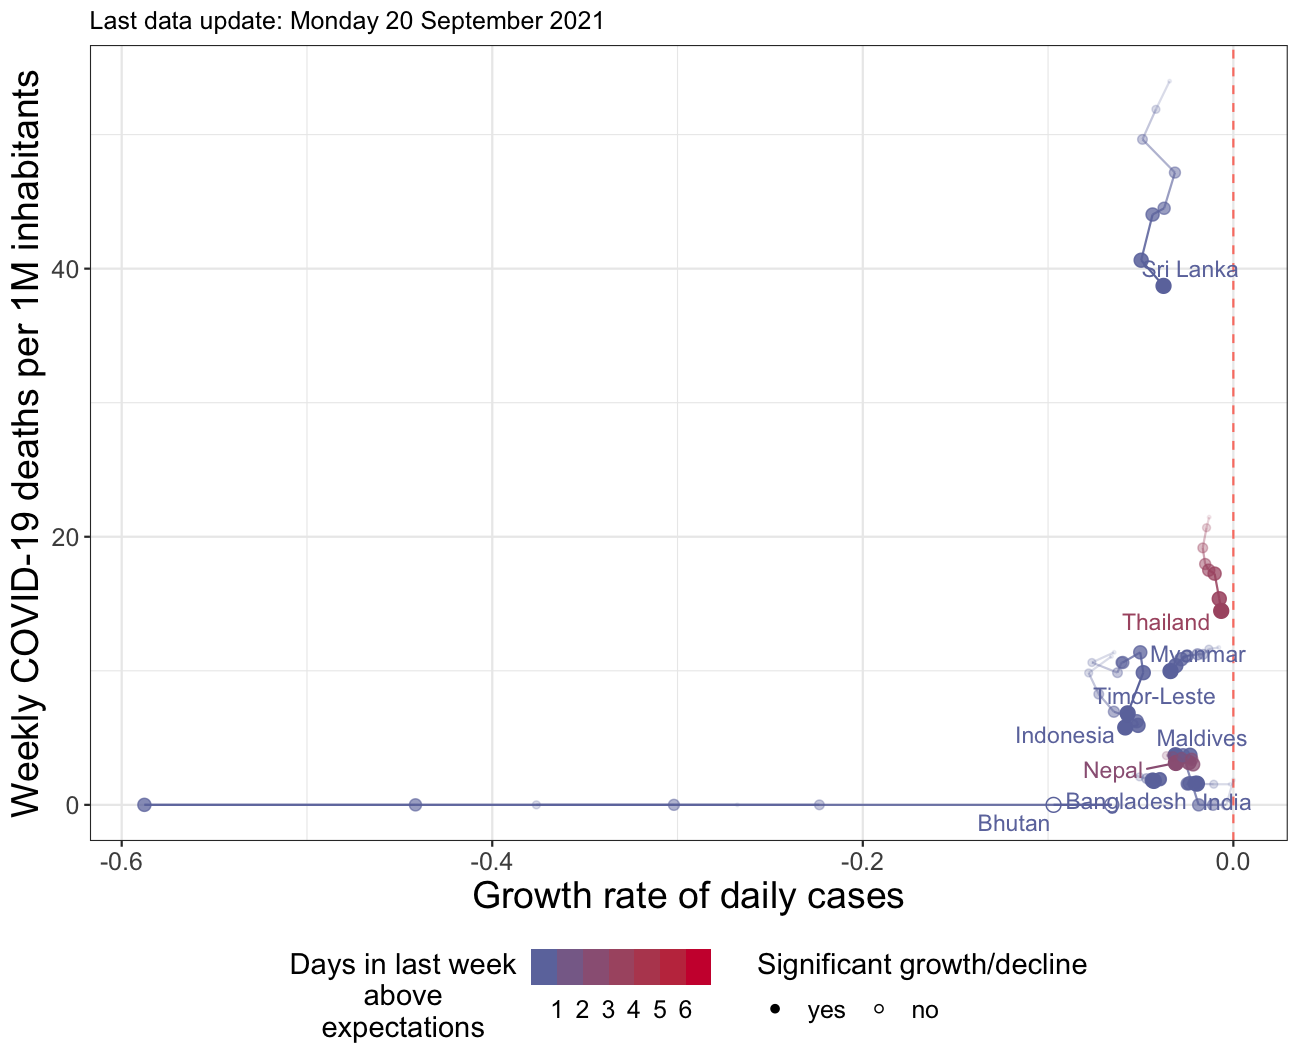 Last data update: Monday 20 September 2021
Weekly COVID-19 deaths per 1M inhabitants
40
20
0
Sri Lanka
Thailand
Myanmar
Timor-Leste
Indonesia
Maldives
Nepal
Bangladesh
India
Bhutan
-0.6
-0.4
-0.2
0.0
Growth rate of daily cases
Days in last week
above
expectations
1 2 3 4 5 6
Significant growth/decline
yes
no